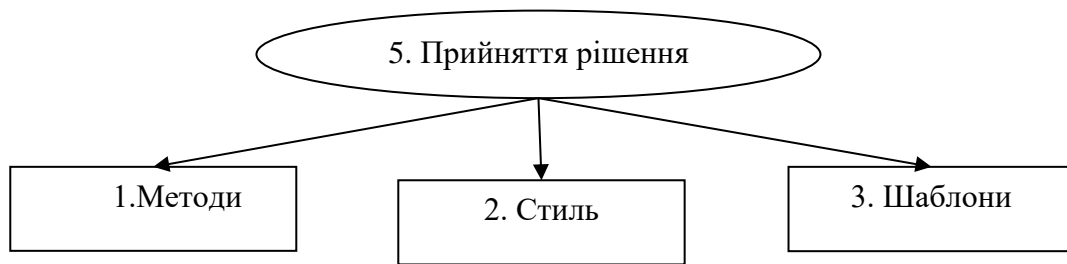 5. Прийняття рішення
1.Методи
2. Стиль
3. Шаблони